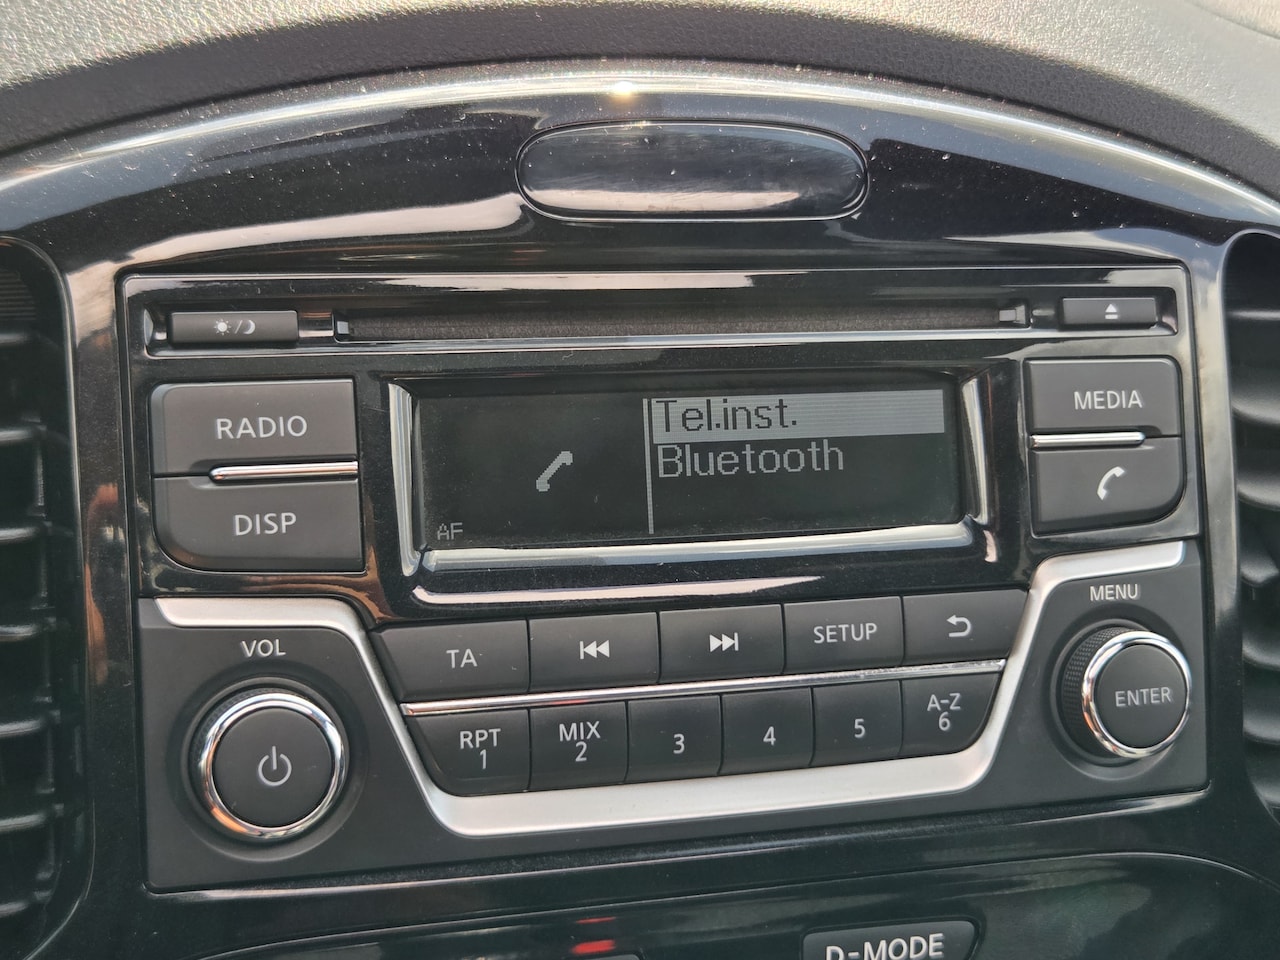 RADIO
DISP
Tel.inst.
Bluetooth
AF
MEDIA
VOL
TA
SETUP
MENU
ENTER
RPT
1
MIX
2
3
4
5
A-Z
6
D-MODE